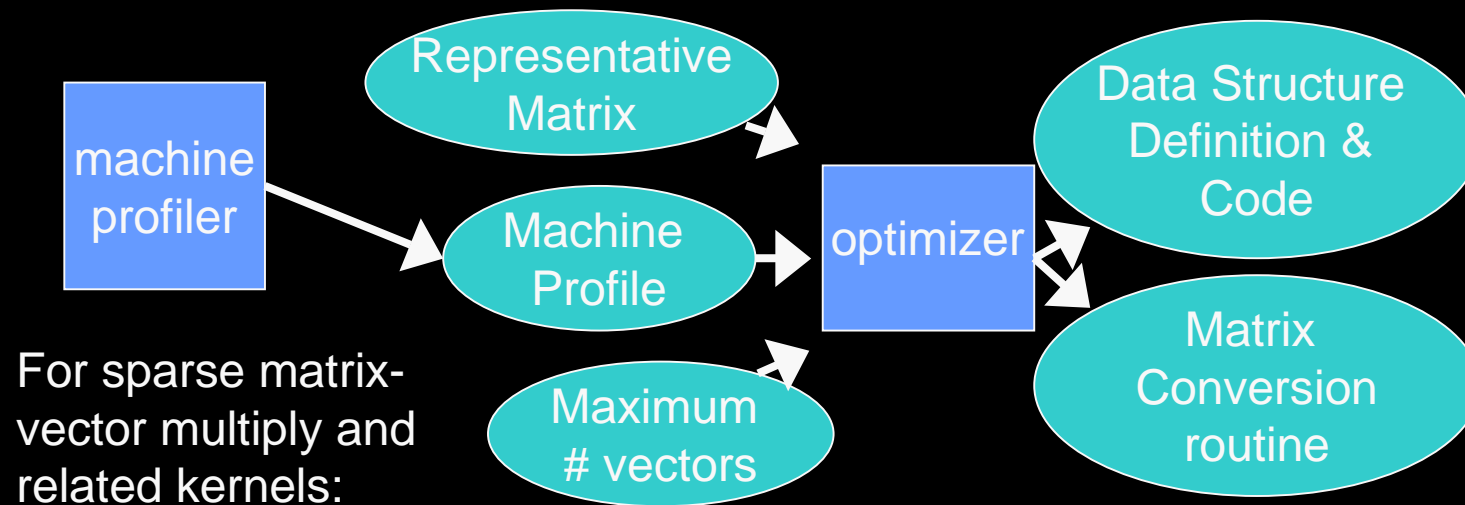 Representative
Matrix
Data Structure
Definition &
Code
machine
profiler
Machine
Profile
optimizer
Matrix
Conversion
routine
Maximum
# vectors
For sparse matrix-
vector multiply and
related kernels: